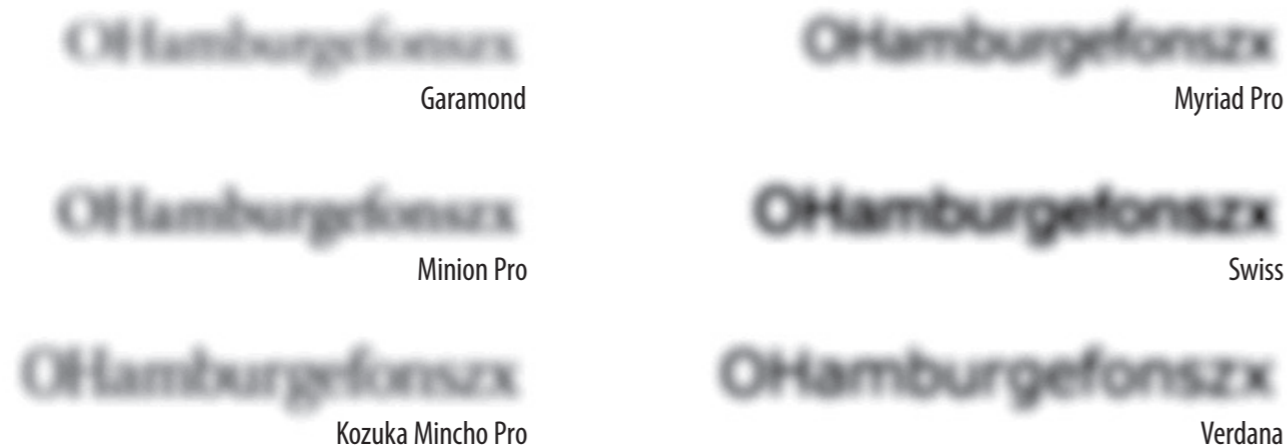 OHamburgefonszx
Garamond
OHamburgefonszx
Minion Pro
OHamburgefonszx
Kozuka Mincho Pro
OHamburgefonszx
Myriad Pro
OHamburgefonszx
Swiss
OHamburgefonszx
Verdana